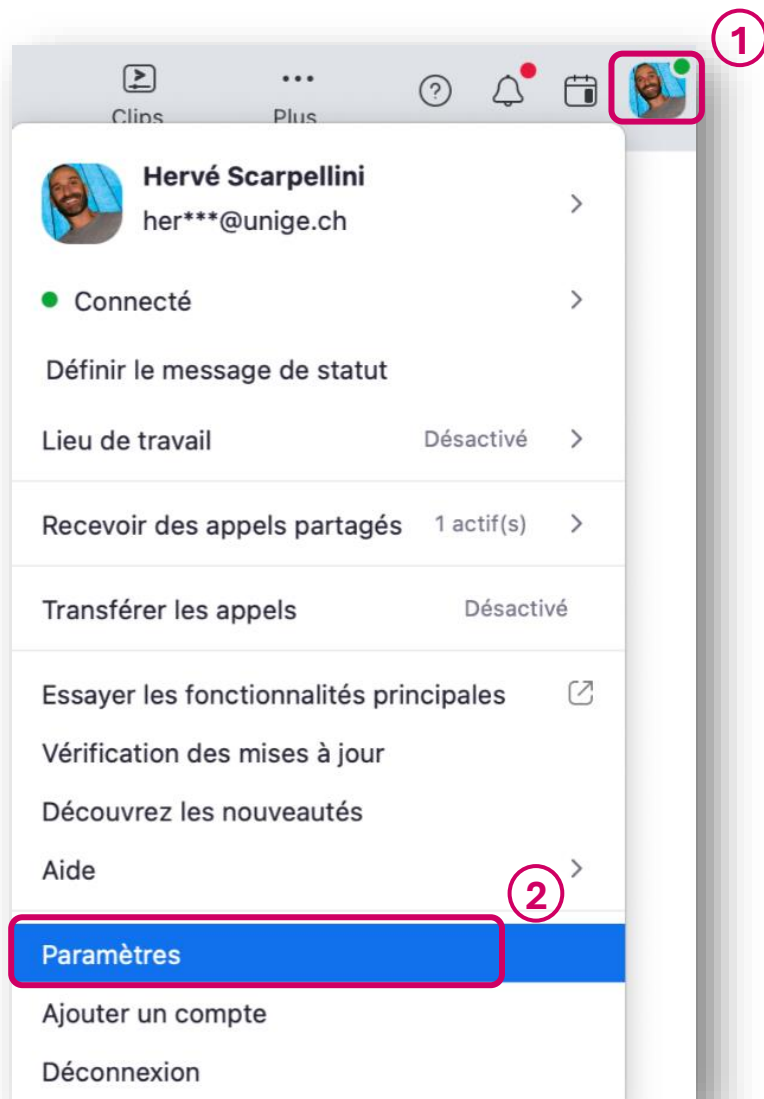 1
Clips
Plus
Hervé Scarpellini
her***@unige.ch
Connecté
Définir le message de statut
Lieu de travail Désactivé
Recevoir des appels partagés 1 actif(s)
Transférer les appels Désactivé
Essayer les fonctionnalités principales
Vérification des mises à jour
Découvrez les nouveautés
Aide
2
Paramètres
Ajouter un compte
Déconnexion